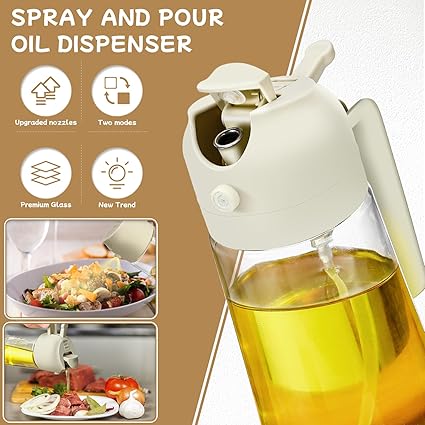 SPRAY AND POUR
OIL DISPENSER
Upgraded nozzles
Two modes
Premium Glass
New Trend